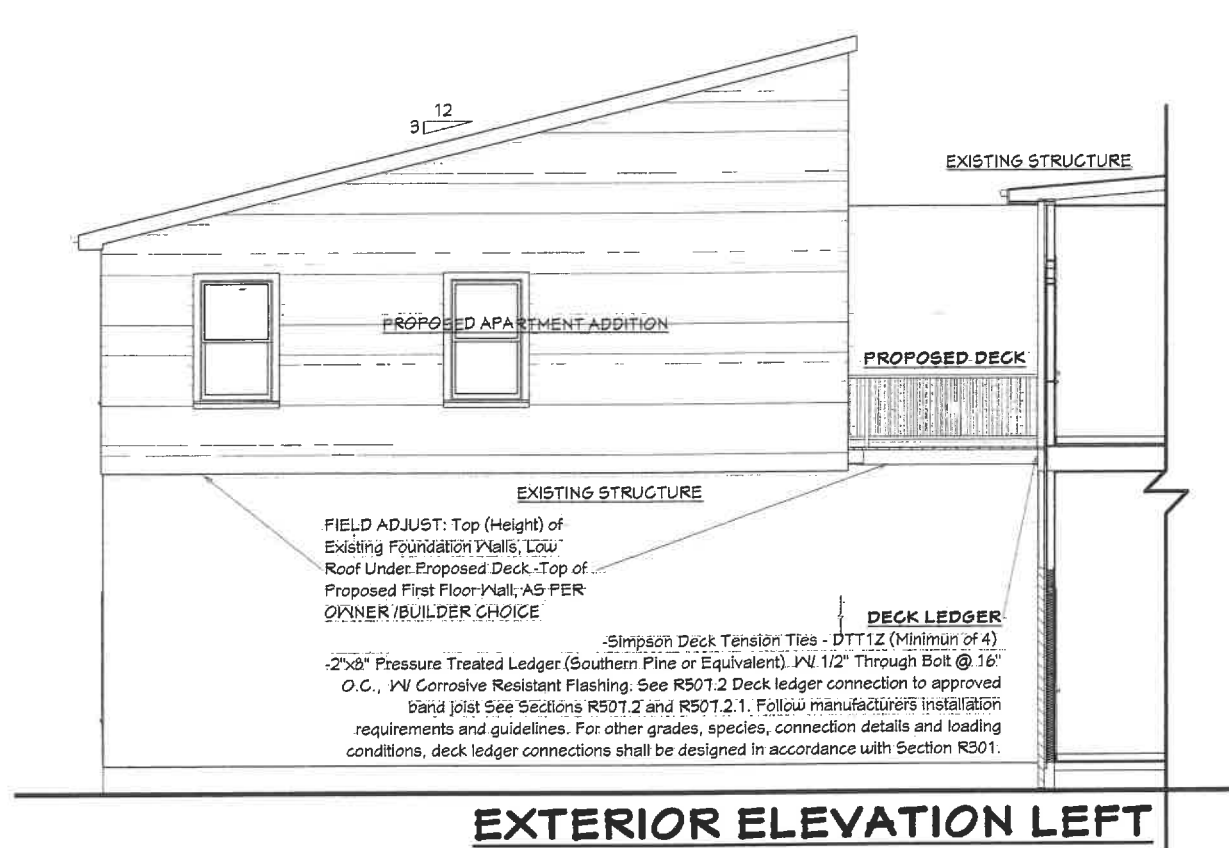 12
3
EXISTING STRUCTURE
PROPOSED APARTMENT ADDITION
PROPOSED DECK
EXISTING STRUCTURE
FIELD ADJUST: Top (Height) of
Existing Foundation Walls, Low
Roof Under Proposed Deck -Top of
Proposed First Floor Wall, AS PER
OWNER /BUILDER CHOICE
DECK LEDGER
-Simpson Deck Tension Ties - DTT1Z (Minimun of 4)
-2"x8" Pressure Treated Ledger (Southern Pine or Equivalent) W/ 1/2" Through Bolt @ 16"
O.C., W/ Corrosive Resistant Flashing. See R507.2 Deck ledger connection to approved
band joist See Sections R507.2 and R507.2.1. Follow manufacturers installation
requirements and guidelines. For other grades, species, connection details and loading
conditions, deck ledger connections shall be designed in accordance with Section R301.
EXTERIOR ELEVATION LEFT